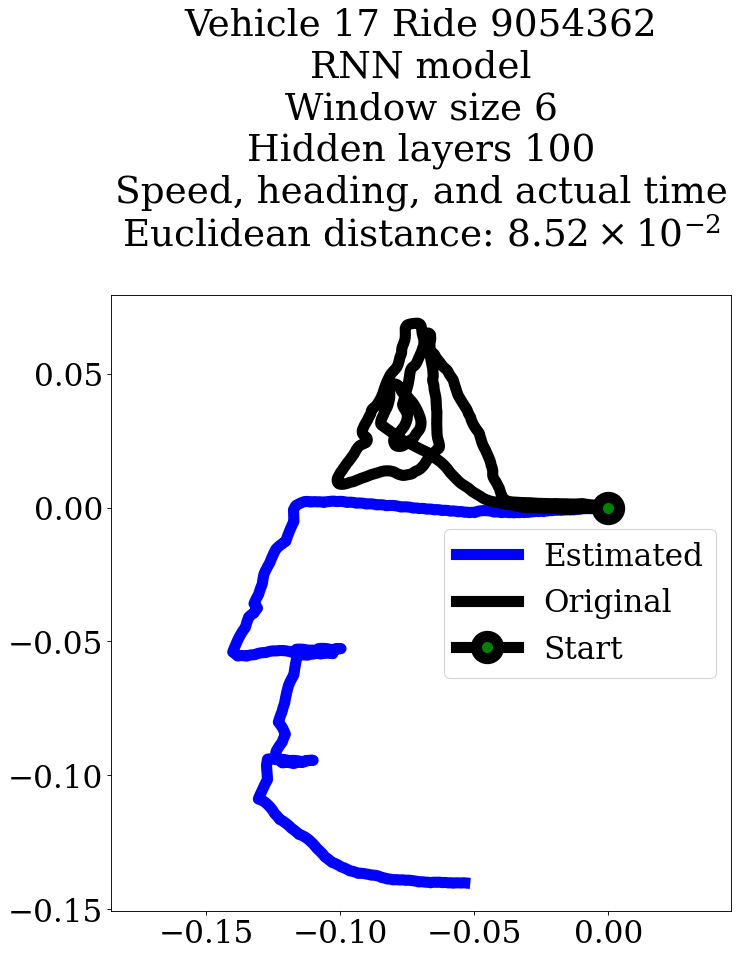 Vehicle 17 Ride 9054362
RNN model
Window size 6
Hidden layers 100
Speed, heading, and actual time
Euclidean distance: 8.52 × 10⁻²
0.05
0.00
−0.05
−0.10
−0.15
Estimated
Original
Start
−0.15 −0.10 −0.05 0.00